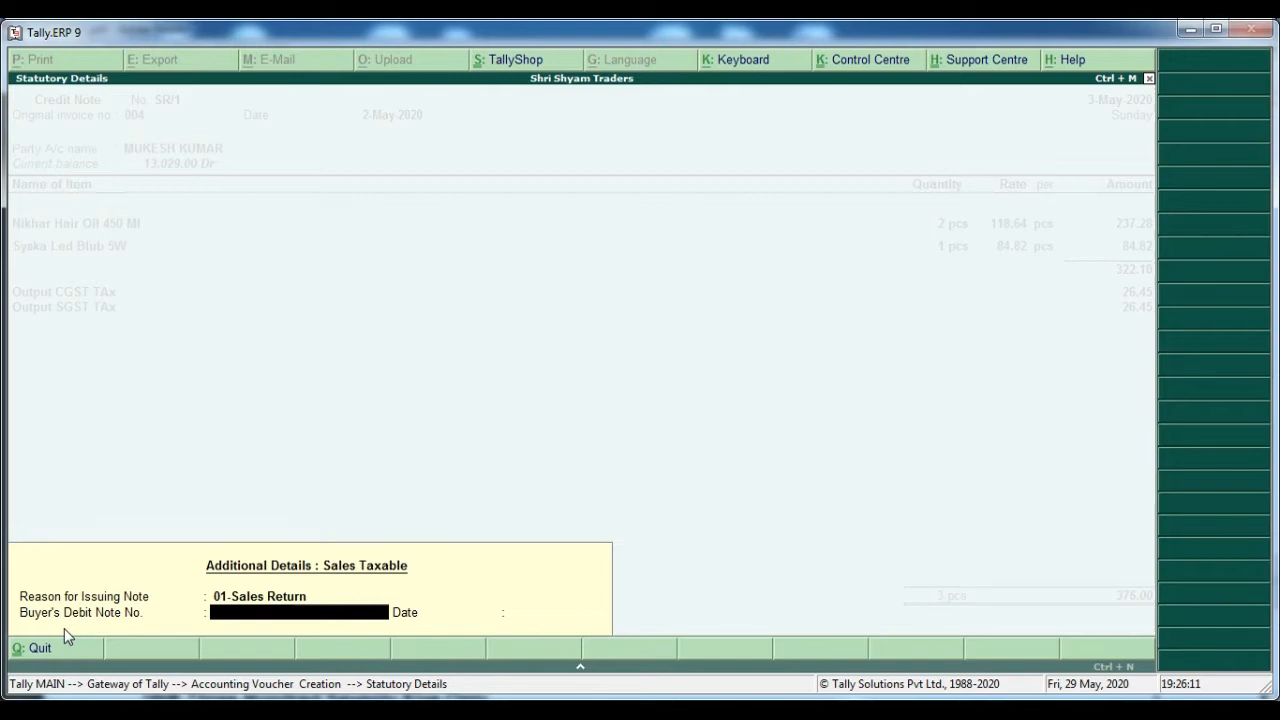 Tally.ERP 9
P: Print E: Export M: E-Mail O: Upload S: TallyShop G: Language K: Keyboard K: Control Centre H: Support Centre H: Help
Statutory Details Shri Shyam Traders Ctrl + M
Credit Note No. SR/1 3-May-2020
Original invoice no.: 004 Date 2-May-2020 Sunday
Party A/c name MUKESH KUMAR
Current balance 13,029.00 Dr
Name of Item Quantity Rate per Amount
Nikhar Hair Oil 450 Ml 2 pcs 118.64 pcs 237.28
Syska Led Blub 5W 1 pcs 84.82 pcs 84.82
322.10
Output CGST TAx 26.45
Output SGST TAx 26.45
Additional Details : Sales Taxable
Reason for Issuing Note : 01-Sales Return 3 pcs 376.00
Buyer's Debit Note No. : Date :
Q: Quit
Ctrl + N
Tally MAIN --> Gateway of Tally --> Accounting Voucher Creation --> Statutory Details © Tally Solutions Pvt Ltd., 1988-2020 Fri, 29 May, 2020 19:26:11